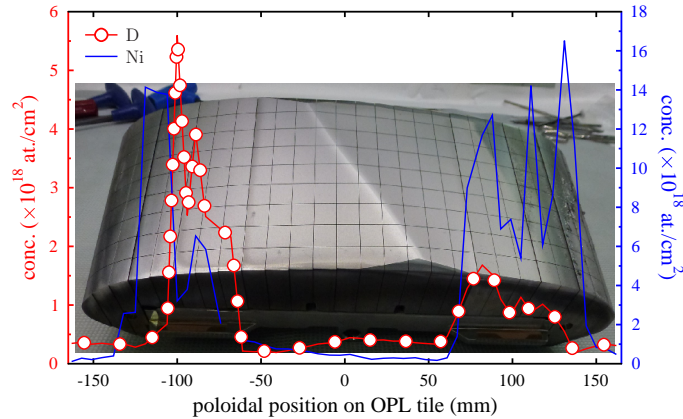 D
Ni
6
5
4
3
2
1
0
conc. (×10^18 at./cm^2)
18
16
14
12
10
8
6
4
2
0
conc. (×10^18 at./cm^2)
-150 -100 -50 0 50 100 150
poloidal position on OPL tile (mm)